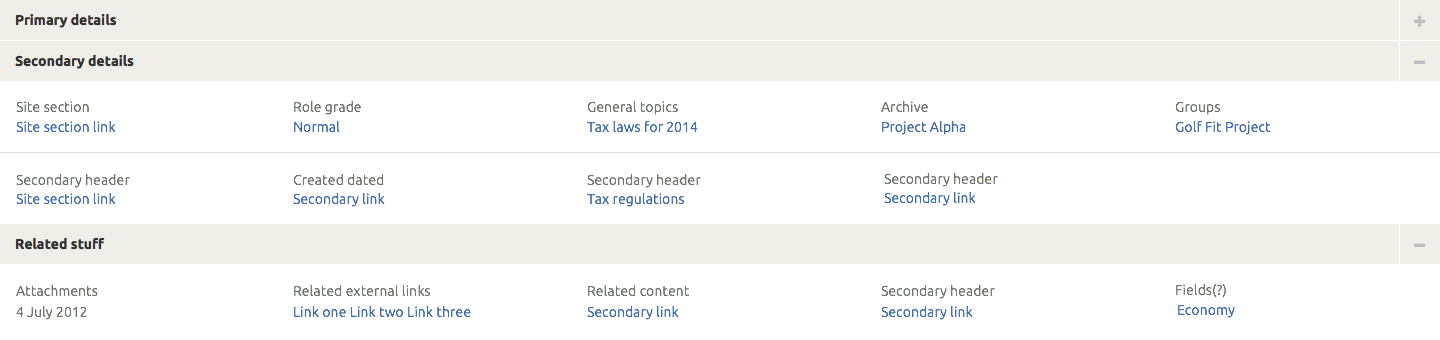 Primary details
Secondary details
Site section Role grade General topics Archive Groups
Site section link Normal Tax laws for 2014 Project Alpha Golf Fit Project
Secondary header Created dated Secondary header Secondary header
Site section link Secondary link Tax regulations Secondary link
Related stuff
Attachments Related external links Related content Secondary header Fields(?)
4 July 2012 Link one Link two Link three Secondary link Secondary link Economy